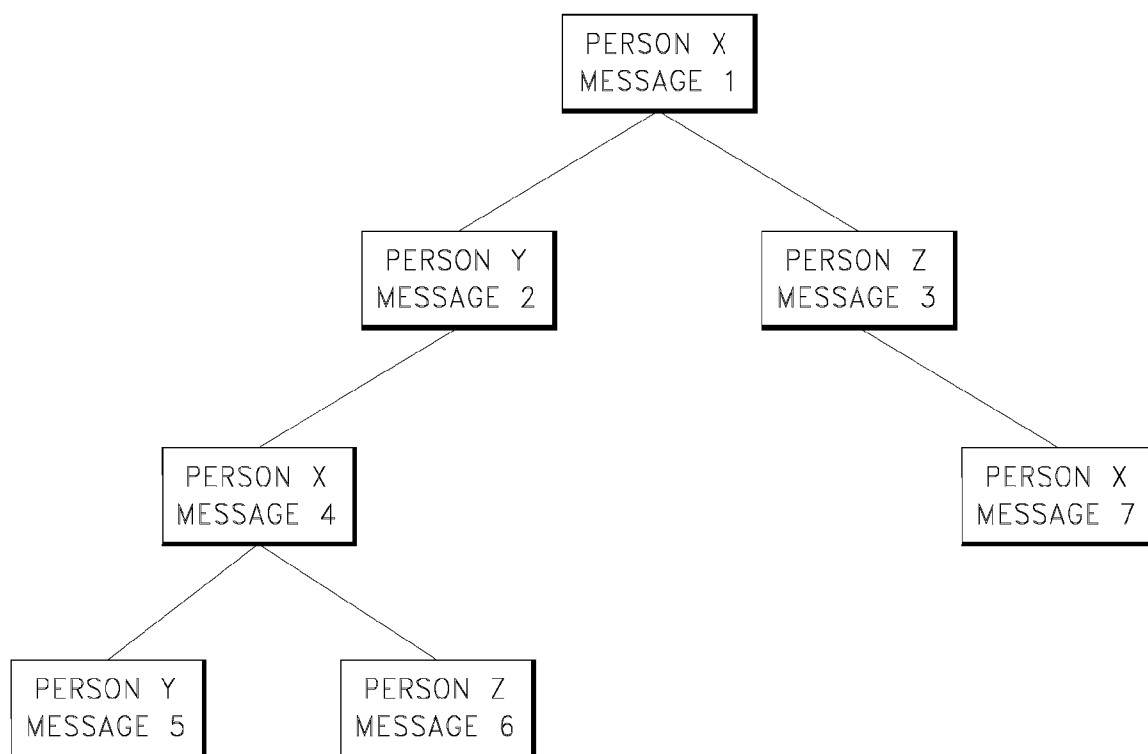 PERSON X
MESSAGE 1
PERSON Y
MESSAGE 2
PERSON Z
MESSAGE 3
PERSON X
MESSAGE 4
PERSON X
MESSAGE 7
PERSON Y
MESSAGE 5
PERSON Z
MESSAGE 6